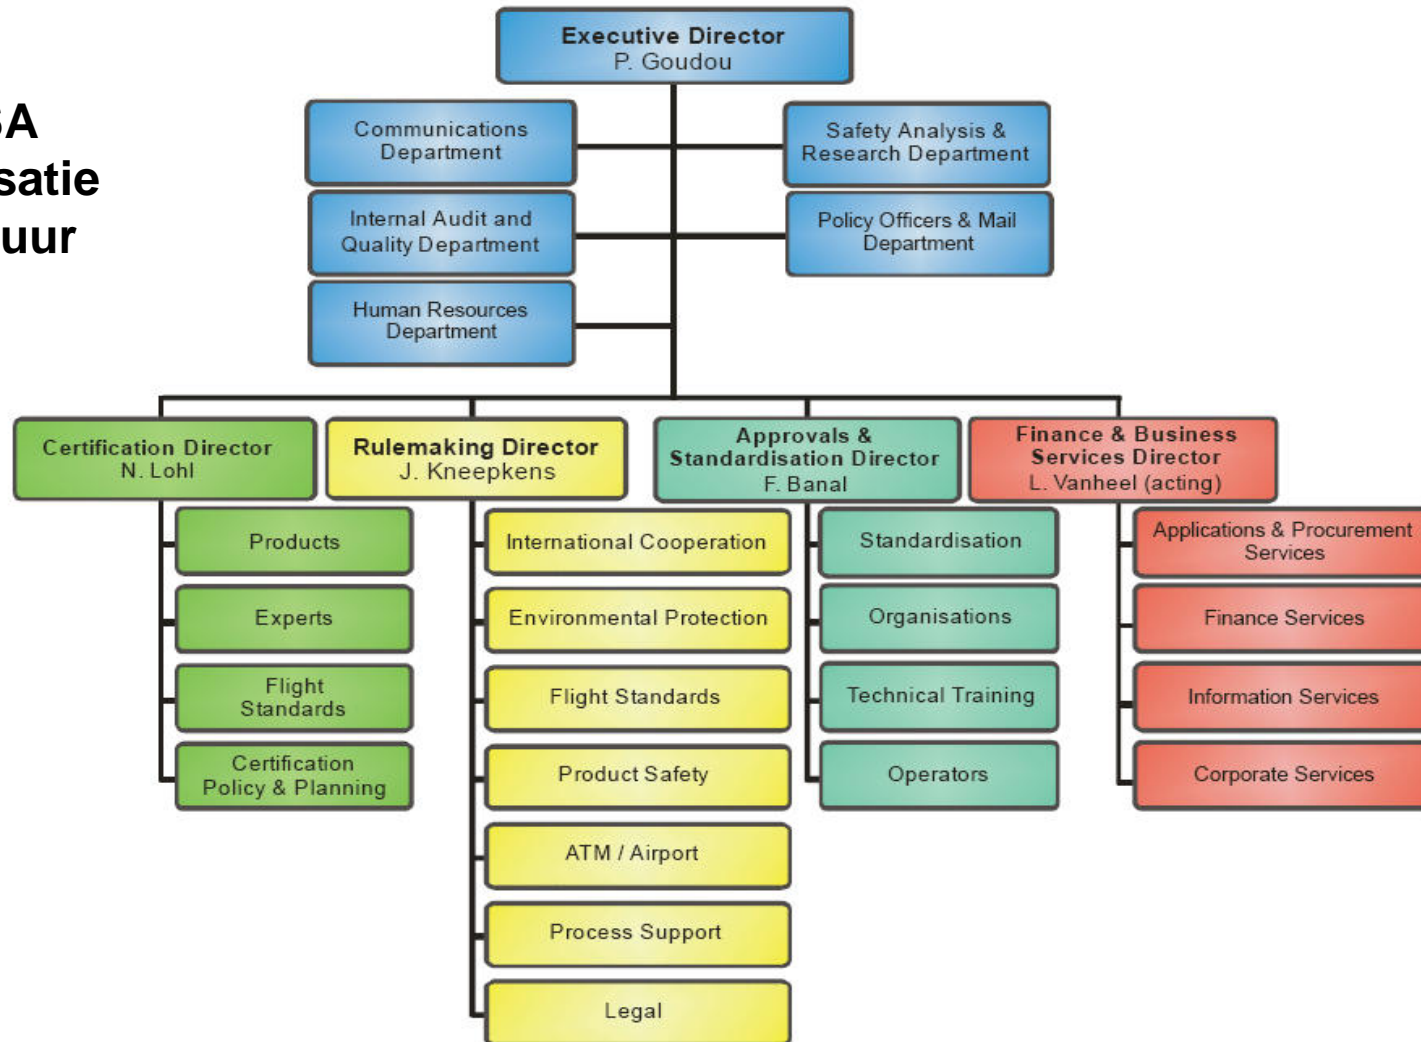 Executive Director
P. Goudou
SA
satie
uur
Communications
Department
Safety Analysis &
Research Department
Internal Audit and
Quality Department
Policy Officers & Mail
Department
Human Resources
Department
Certification Director
N. Lohl
Products
Experts
Flight
Standards
Certification
Policy & Planning
Rulemaking Director
J. Kneepkens
International Cooperation
Environmental Protection
Flight Standards
Product Safety
ATM / Airport
Process Support
Legal
Approvals &
Standardisation Director
F. Banal
Standardisation
Organisations
Technical Training
Operators
Finance & Business
Services Director
L. Vanheel (acting)
Applications & Procurement
Services
Finance Services
Information Services
Corporate Services